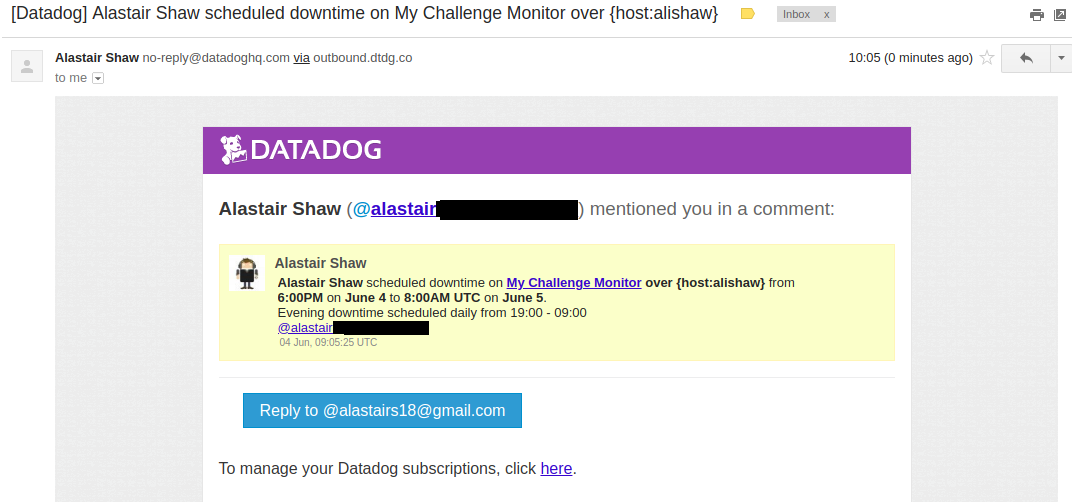 [Datadog] Alastair Shaw scheduled downtime on My Challenge Monitor over {host:alishaw} Inbox x
Alastair Shaw no-reply@datadoghq.com via outbound.dtdg.co 10:05 (0 minutes ago)
to me
DATADOG
Alastair Shaw (@alastair ) mentioned you in a comment:
Alastair Shaw
Alastair Shaw scheduled downtime on My Challenge Monitor over {host:alishaw} from
6:00PM on June 4 to 8:00AM UTC on June 5.
Evening downtime scheduled daily from 19:00 - 09:00
@alastair
04 Jun, 09:05:25 UTC
Reply to @alastairs18@gmail.com
To manage your Datadog subscriptions, click here.